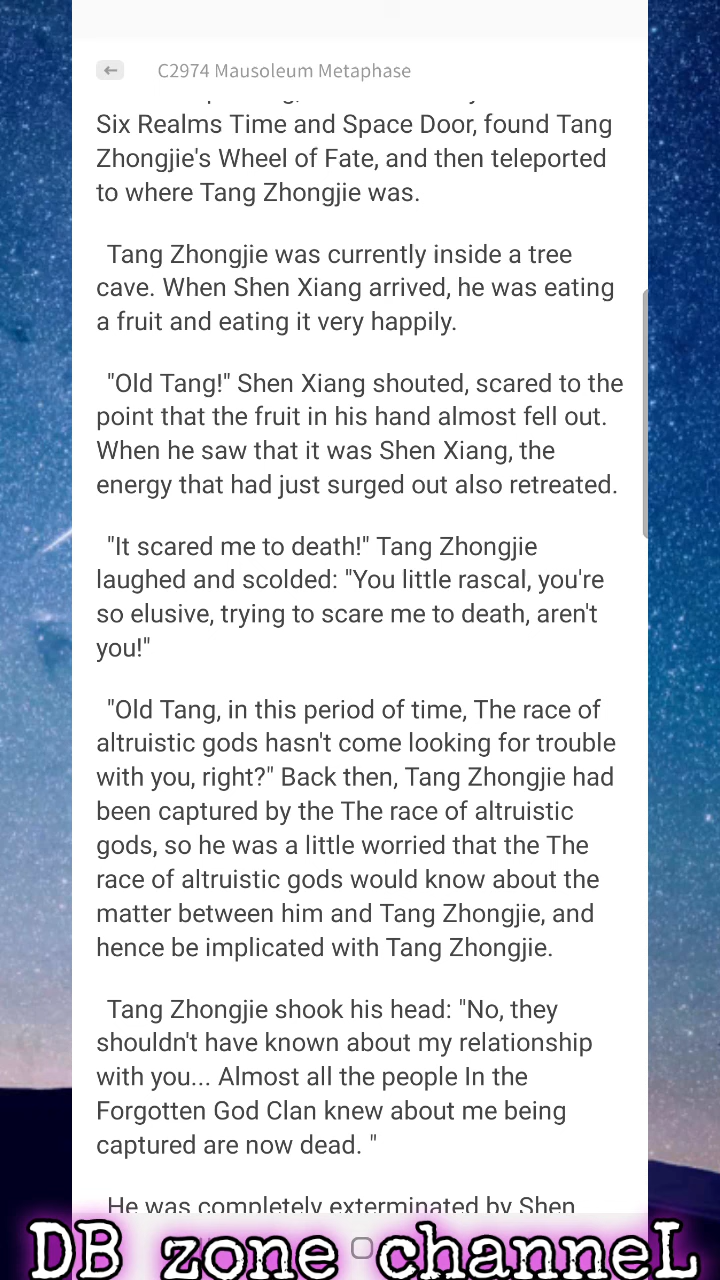 C2974 Mausoleum Metaphase
Six Realms Time and Space Door, found Tang
Zhongjie's Wheel of Fate, and then teleported
to where Tang Zhongjie was.
Tang Zhongjie was currently inside a tree
cave. When Shen Xiang arrived, he was eating
a fruit and eating it very happily.
"Old Tang!" Shen Xiang shouted, scared to the
point that the fruit in his hand almost fell out.
When he saw that it was Shen Xiang, the
energy that had just surged out also retreated.
"It scared me to death!" Tang Zhongjie
laughed and scolded: "You little rascal, you're
so elusive, trying to scare me to death, aren't
you!"
"Old Tang, in this period of time, The race of
altruistic gods hasn't come looking for trouble
with you, right?" Back then, Tang Zhongjie had
been captured by the The race of altruistic
gods, so he was a little worried that the The
race of altruistic gods would know about the
matter between him and Tang Zhongjie, and
hence be implicated with Tang Zhongjie.
Tang Zhongjie shook his head: "No, they
shouldn't have known about my relationship
with you... Almost all the people In the
Forgotten God Clan knew about me being
captured are now dead. "
He was completely exterminated by Shen
DB zone channeL